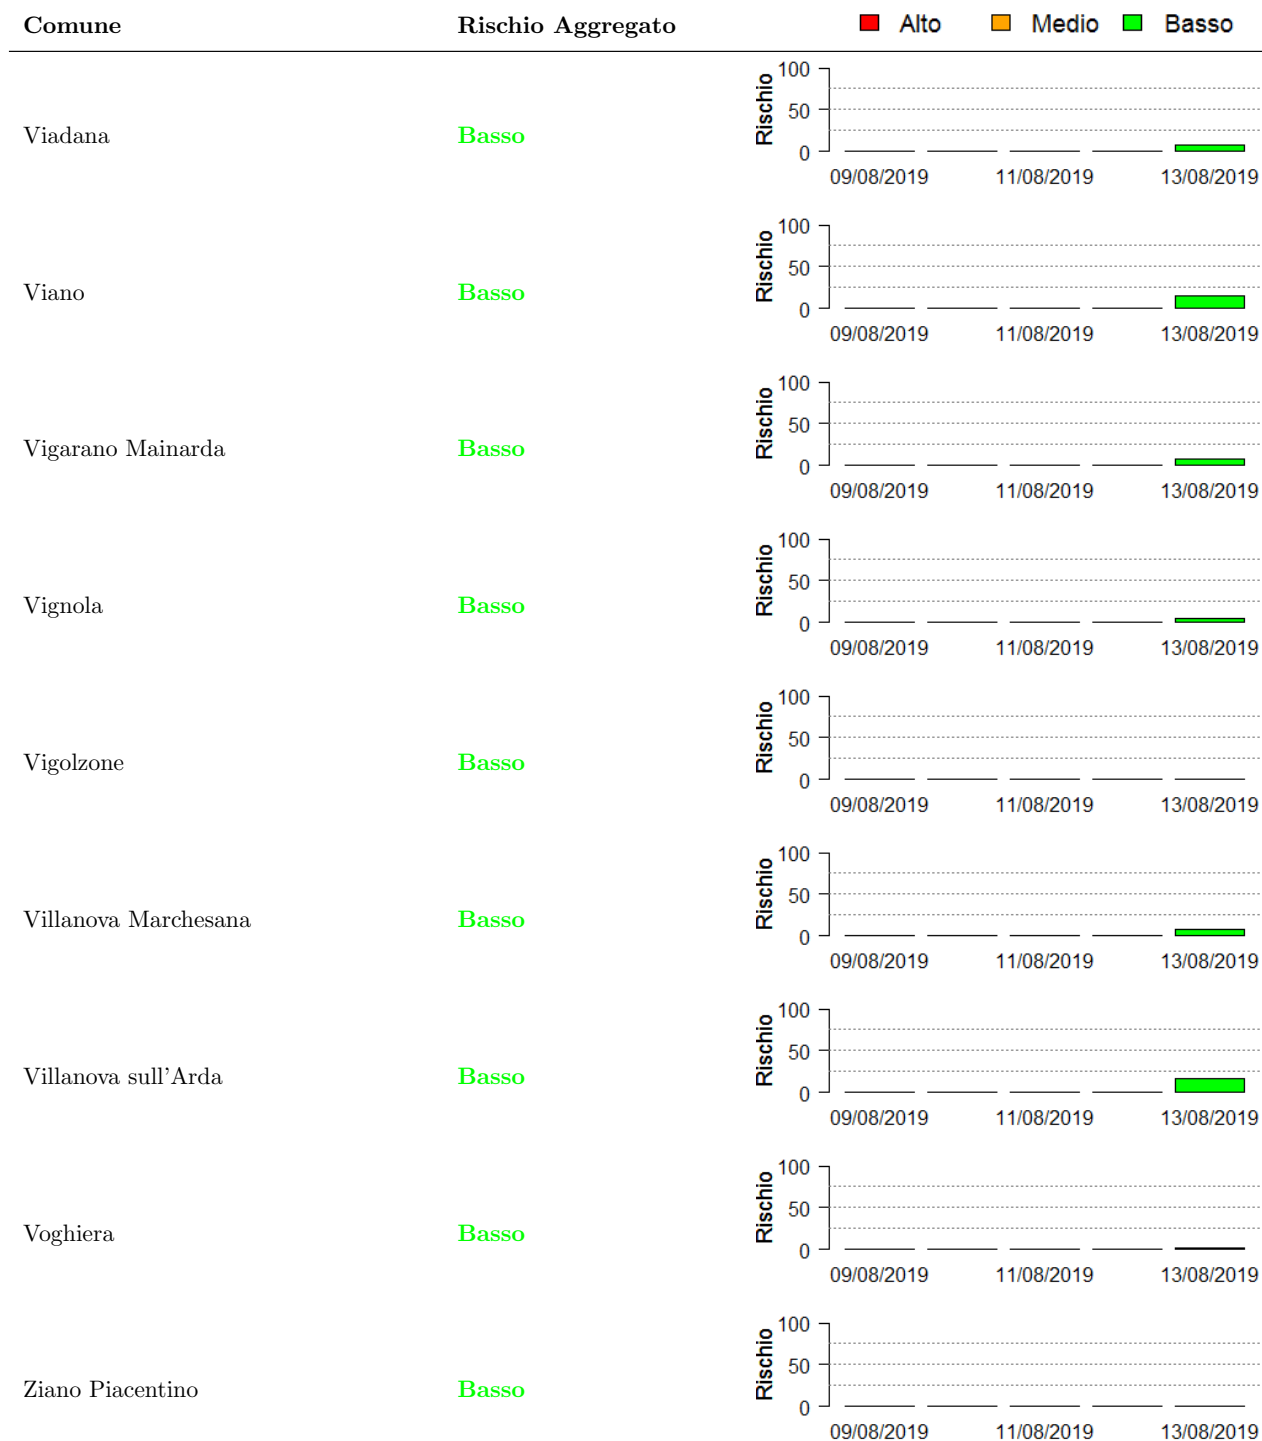 Comune Rischio Aggregato Alto Medio Basso
100
50
0
Rischio
Viadana Basso
09/08/2019 11/08/2019 13/08/2019
100
50
0
Rischio
Viano Basso
09/08/2019 11/08/2019 13/08/2019
100
50
0
Rischio
Vigarano Mainarda Basso
09/08/2019 11/08/2019 13/08/2019
100
50
0
Rischio
Vignola Basso
09/08/2019 11/08/2019 13/08/2019
100
50
0
Rischio
Vigolzone Basso
09/08/2019 11/08/2019 13/08/2019
100
50
0
Rischio
Villanova Marchesana Basso
09/08/2019 11/08/2019 13/08/2019
100
50
0
Rischio
Villanova sull'Arda Basso
09/08/2019 11/08/2019 13/08/2019
100
50
0
Rischio
Voghiera Basso
09/08/2019 11/08/2019 13/08/2019
100
50
0
Rischio
Ziano Piacentino Basso
09/08/2019 11/08/2019 13/08/2019